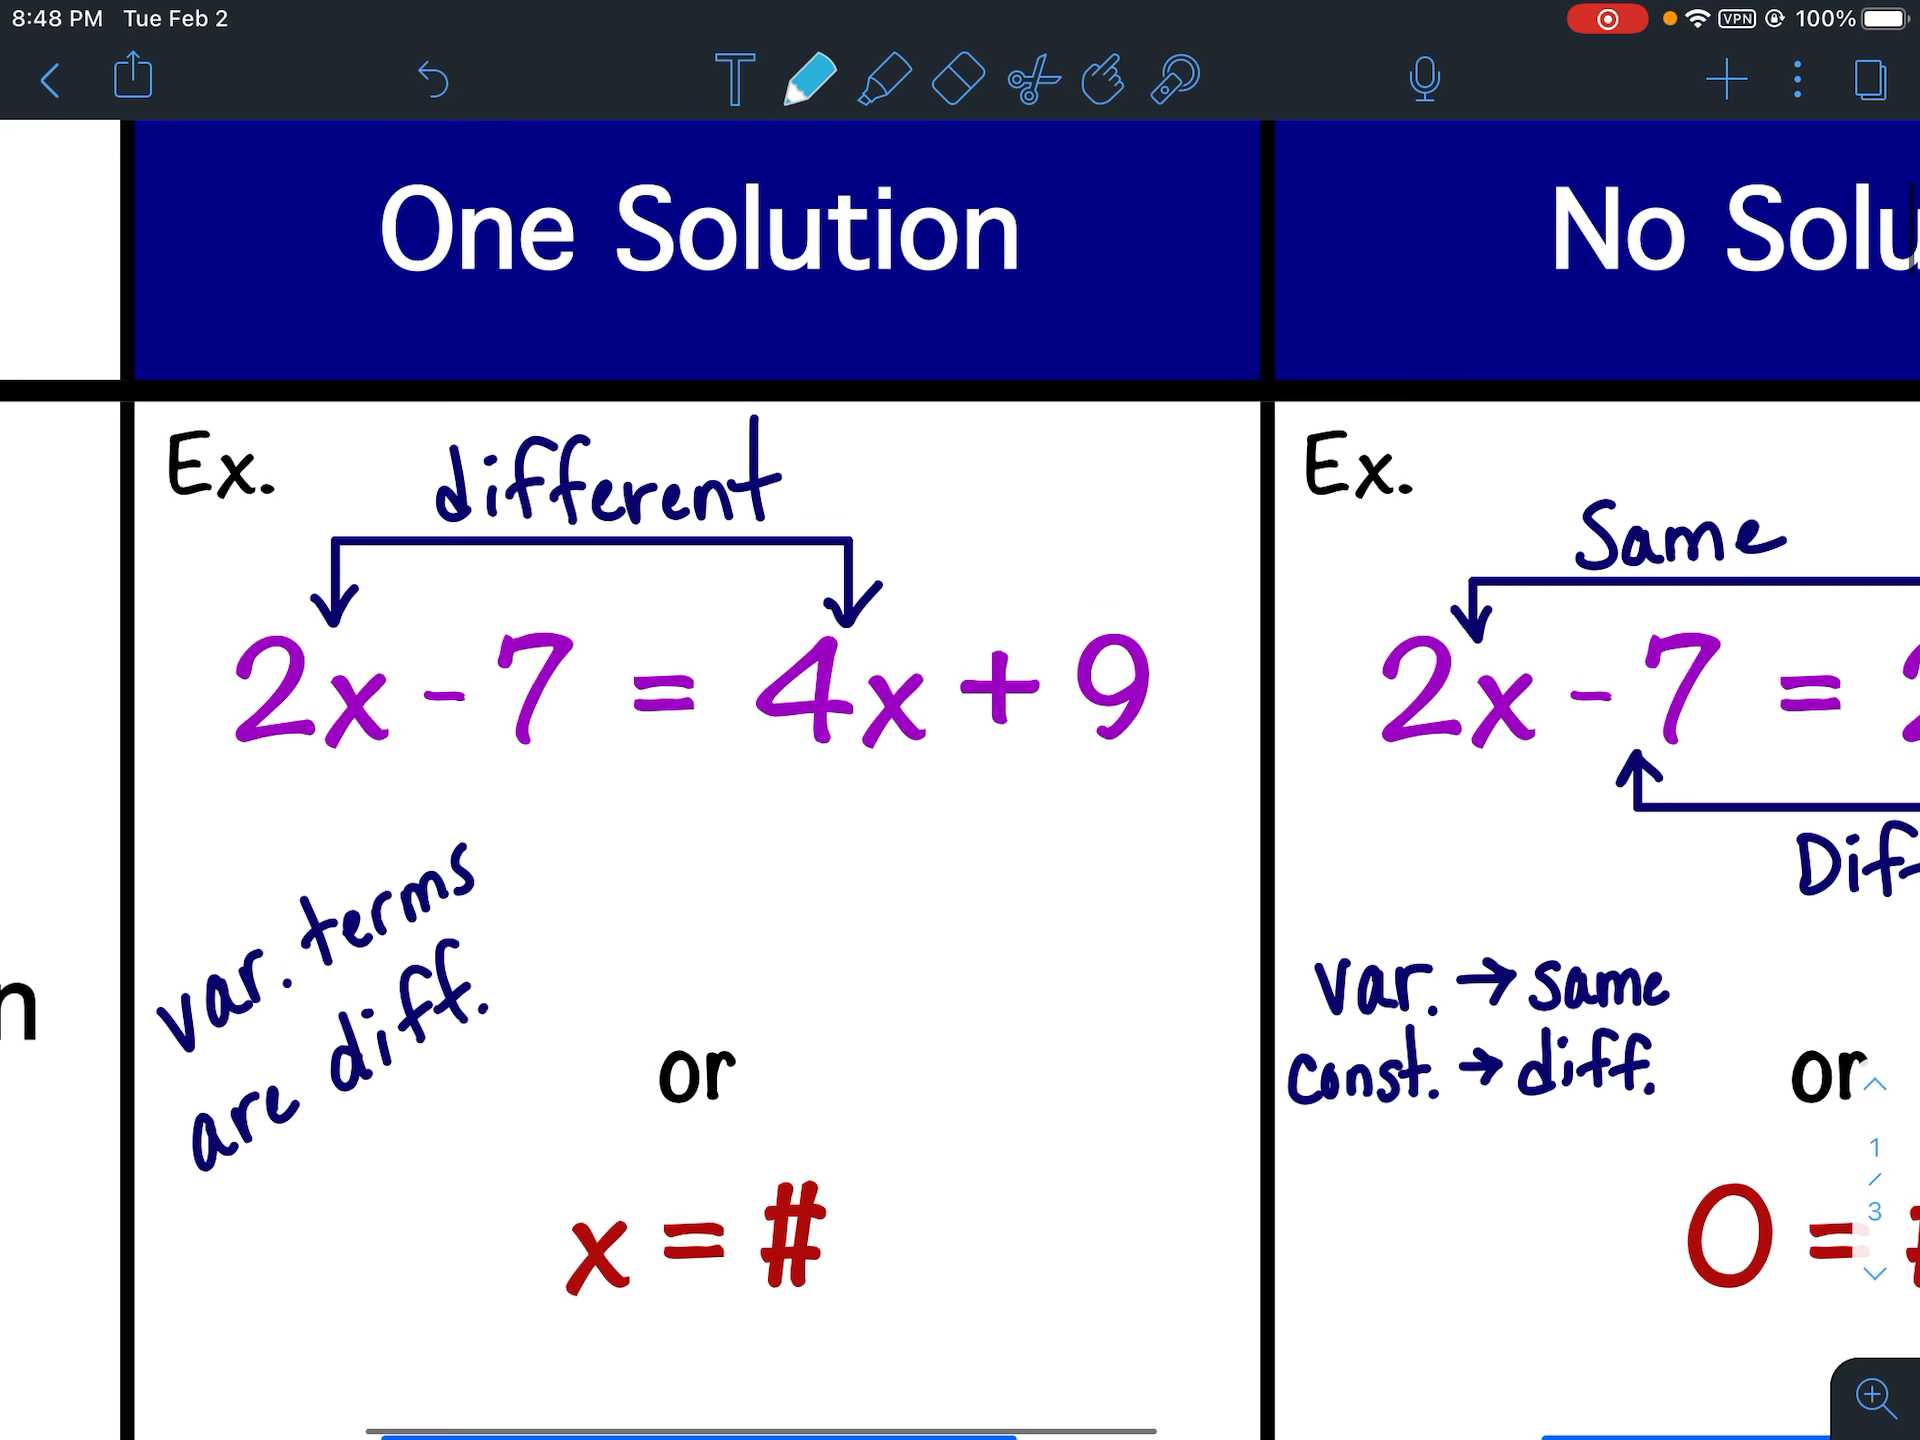 8:48 PM Tue Feb 2
VPN 100%
One Solution
No Solu
Ex.
different
2x - 7 = 4x + 9
var. terms
are diff.
or
x = #
Ex.
Same
2x - 7 =
Dif
var. → same
const. → diff.
or
0 =
n
1
/
3